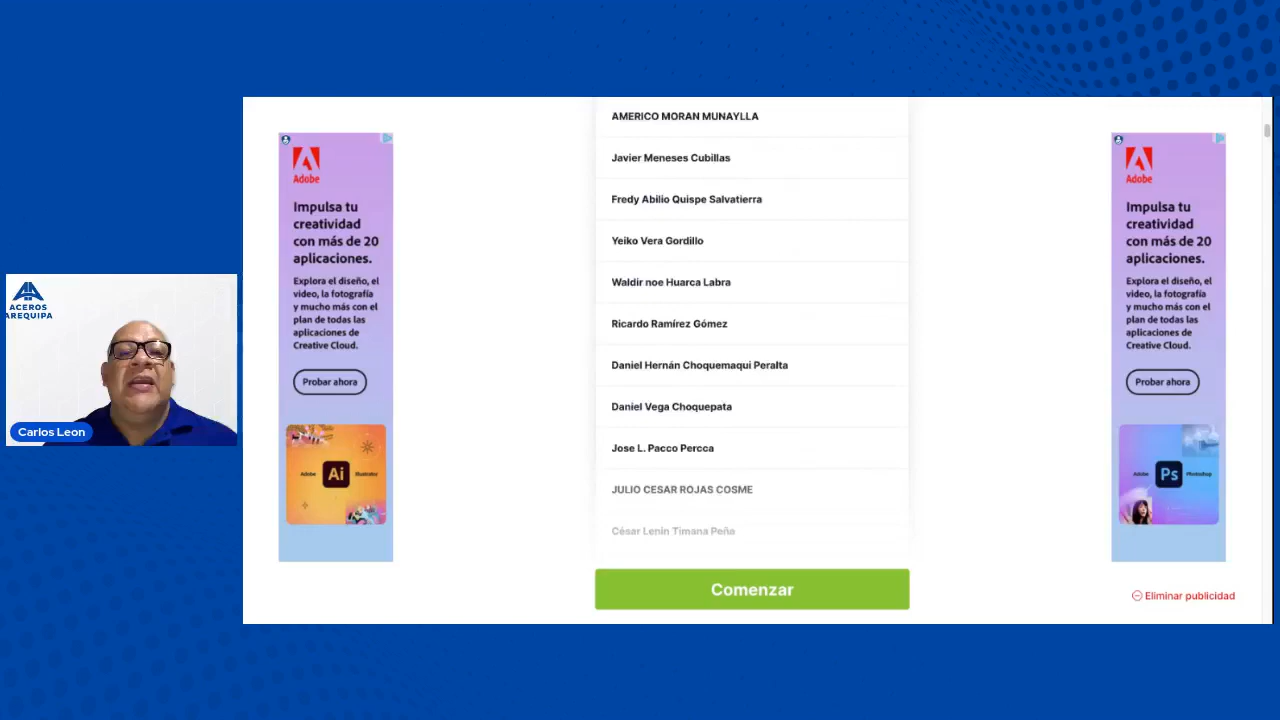 ACEROS
AREQUIPA
Carlos Leon
Adobe
Impulsa tu
creatividad
con más de 20
aplicaciones.
Explora el diseño, el
video, la fotografía
y mucho más con el
plan de todas las
aplicaciones de
Creative Cloud.
Probar ahora
Adobe Ai Illustrator
AMERICO MORAN MUNAYLLA
Javier Meneses Cubillas
Fredy Abilio Quispe Salvatierra
Yeiko Vera Gordillo
Waldir noe Huarca Labra
Ricardo Ramírez Gómez
Daniel Hernán Choquemaqui Peralta
Daniel Vega Choquepata
Jose L. Pacco Percca
JULIO CESAR ROJAS COSME
César Lenin Timana Peña
Comenzar
Adobe
Impulsa tu
creatividad
con más de 20
aplicaciones.
Explora el diseño, el
video, la fotografía
y mucho más con el
plan de todas las
aplicaciones de
Creative Cloud.
Probar ahora
Adobe Ps Photoshop
Eliminar publicidad